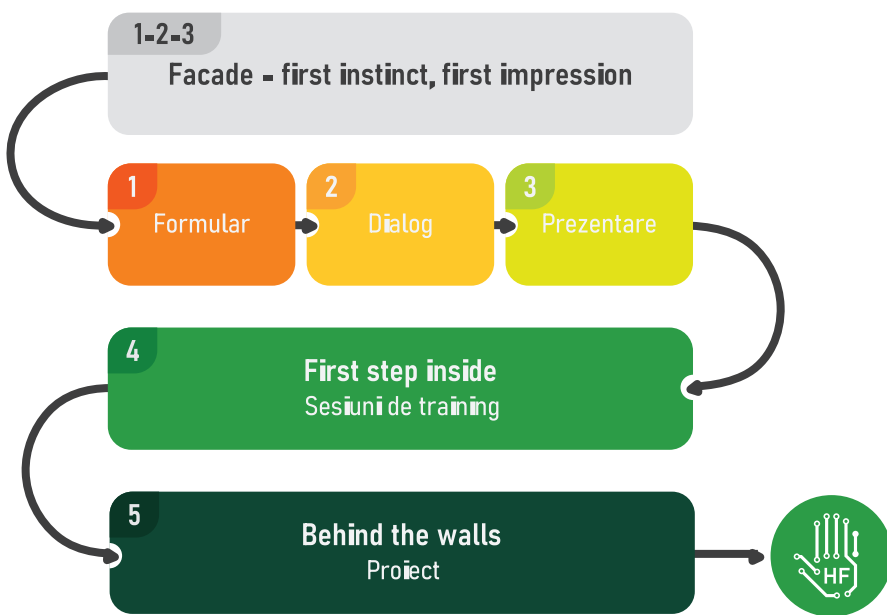 1-2-3
Facade - first instinct, first impression
1
Formular
2
Dialog
3
Prezentare
4
First step inside
Sesiuni de training
5
Behind the walls
Proiect
HF